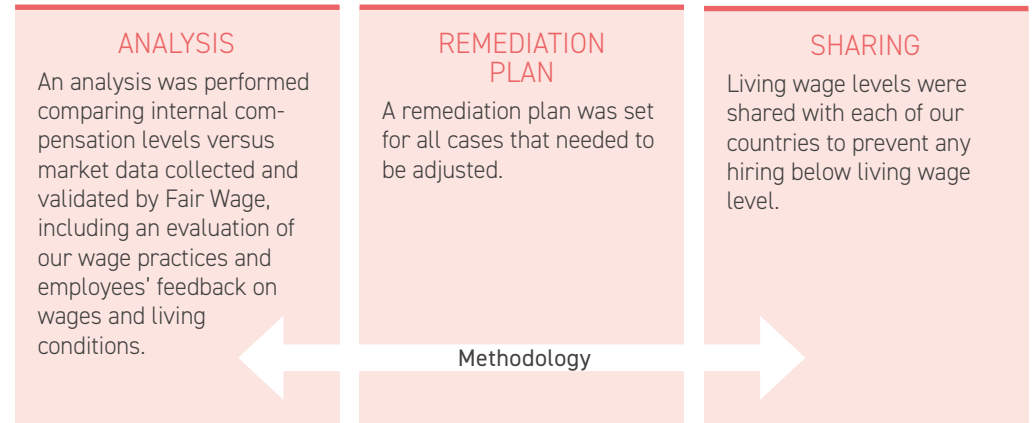 ANALYSIS
An analysis was performed
comparing internal com-
pensation levels versus
market data collected and
validated by Fair Wage,
including an evaluation of
our wage practices and
employees’ feedback on
wages and living
conditions.
REMEDIATION
PLAN
A remediation plan was set
for all cases that needed to
be adjusted.
SHARING
Living wage levels were
shared with each of our
countries to prevent any
hiring below living wage
level.
Methodology